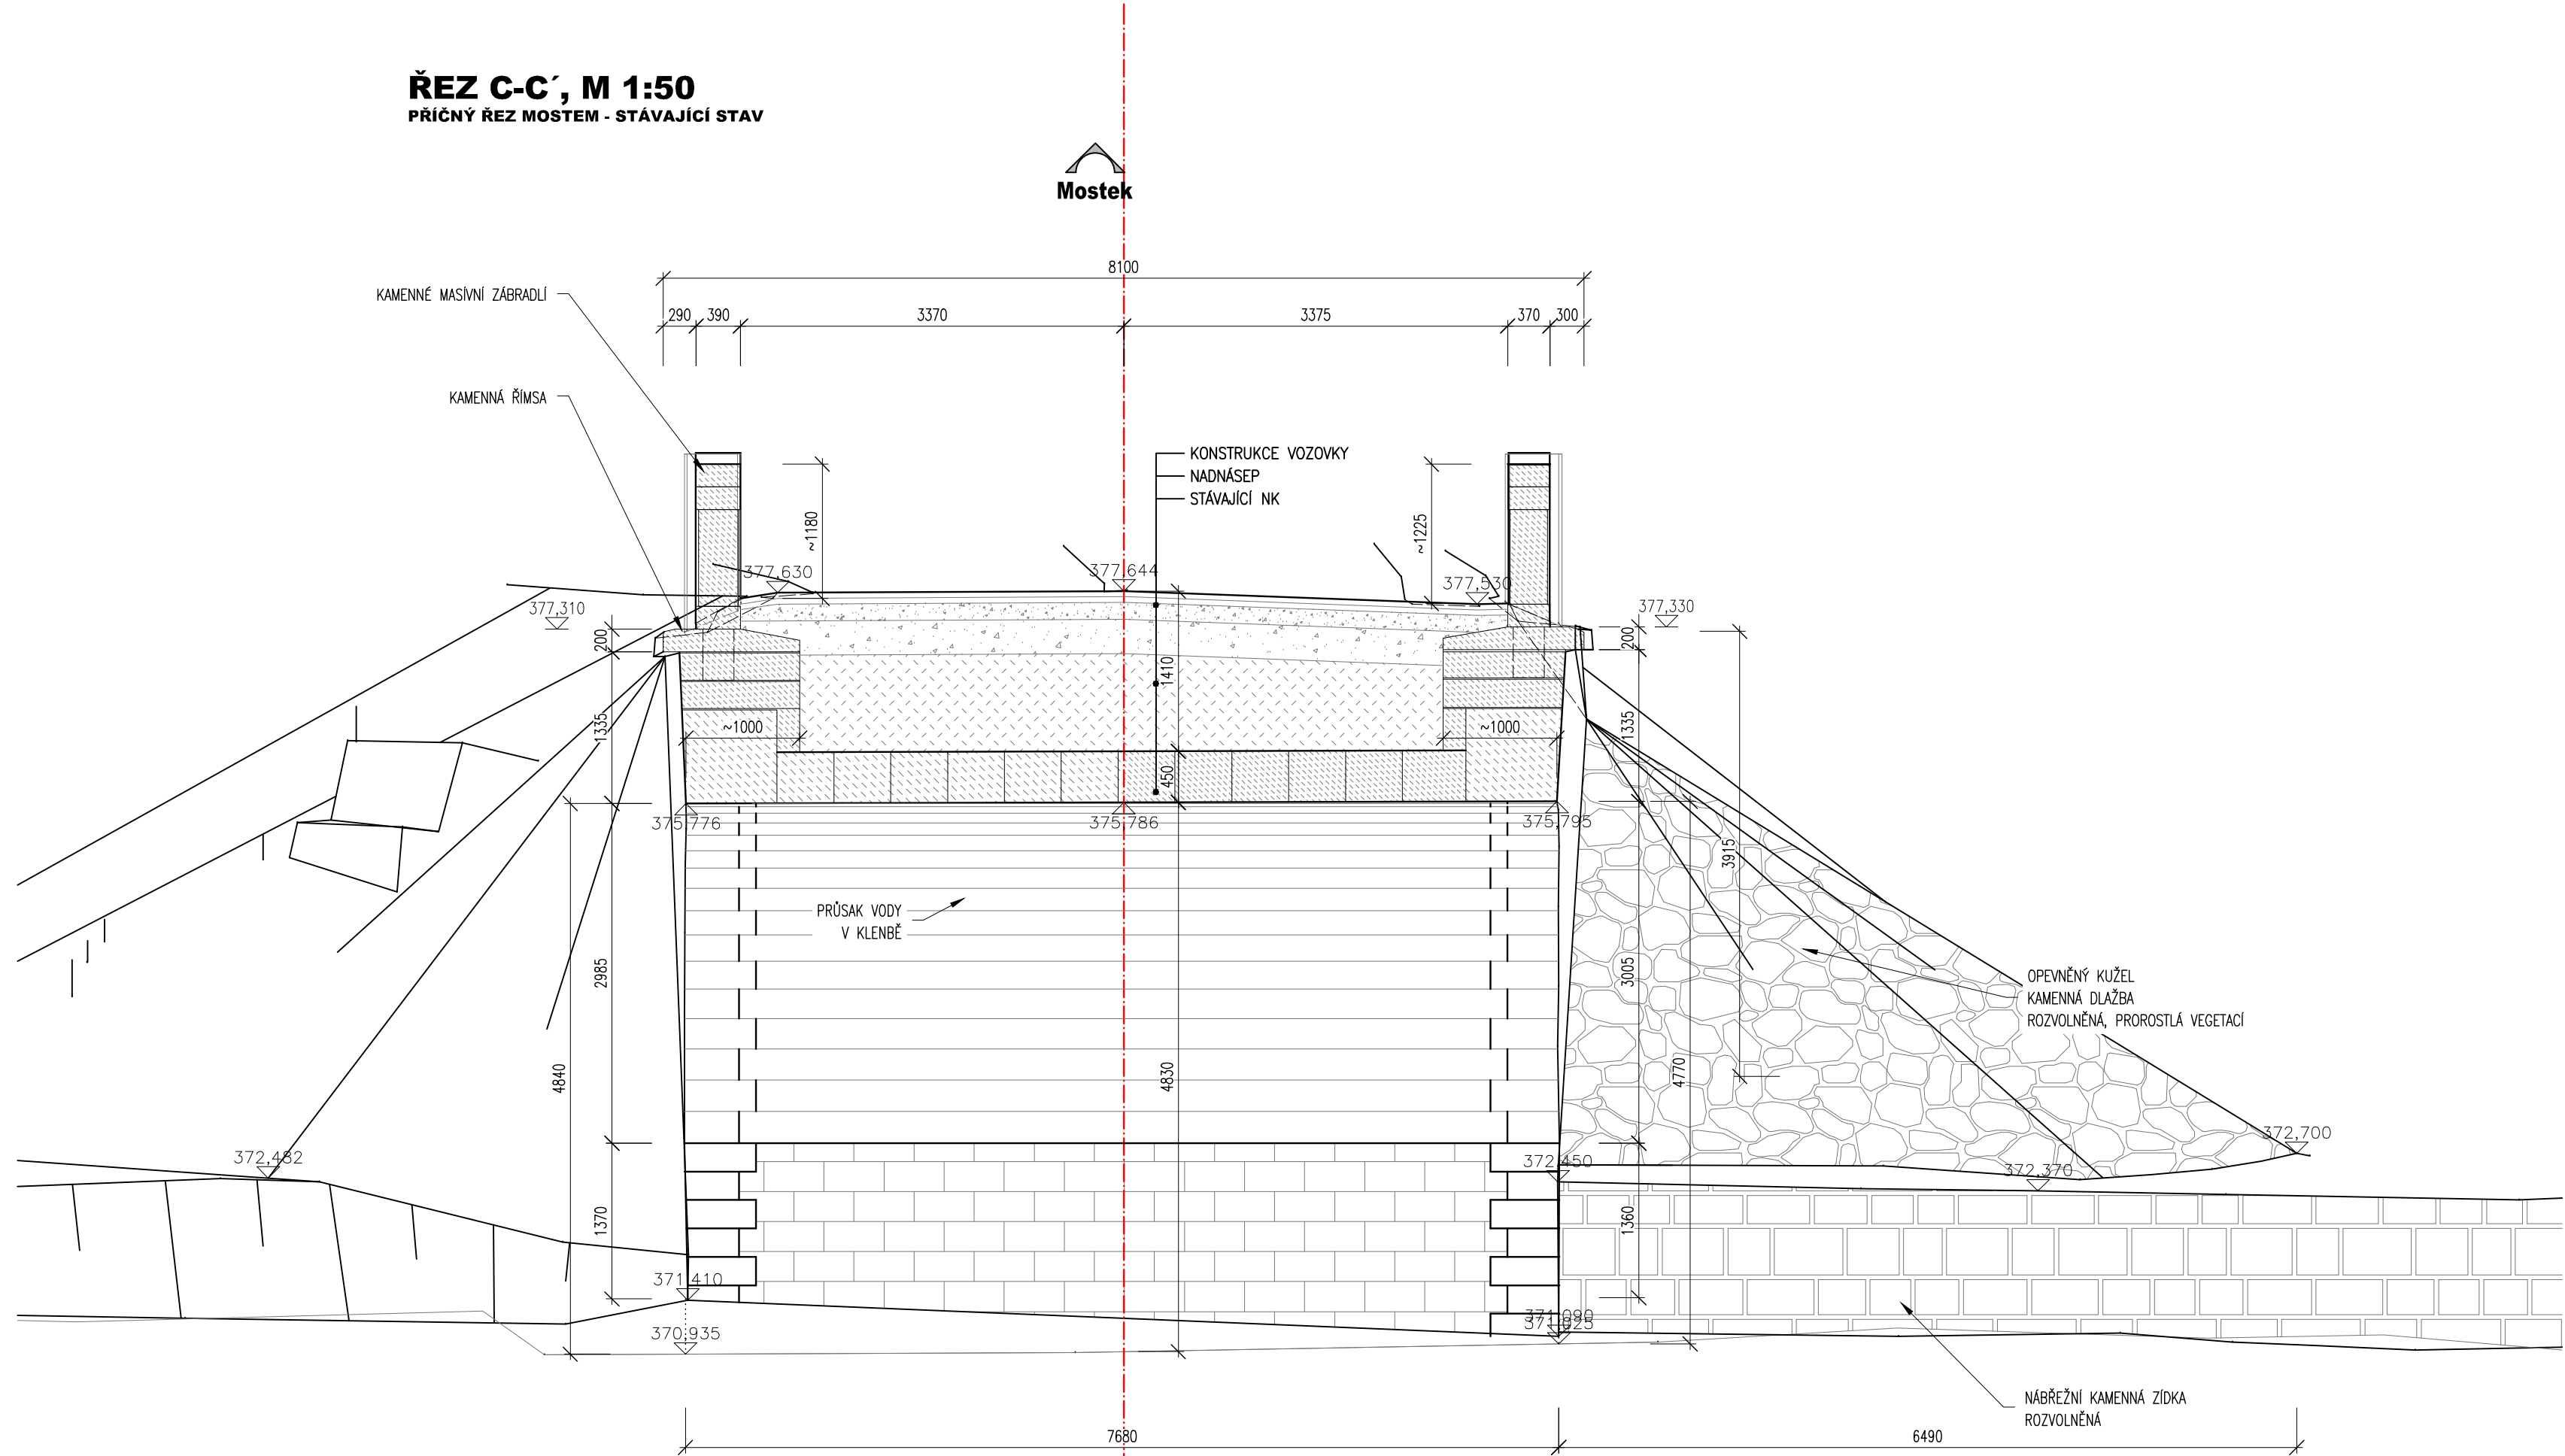 ŘEZ C-C´, M 1:50
PŘÍČNÝ ŘEZ MOSTEM - STÁVAJÍCÍ STAV
Mostek
8100
290 390 3370 3375 370 300
KAMENNÉ MASÍVNÍ ZÁBRADLÍ
KAMENNÁ ŘÍMSA
KONSTRUKCE VOZOVKY
NADNÁSEP
STÁVAJÍCÍ NK
~1180
~1225
377,630
377,644
377,530
377,310
377,330
200
200
1410
1335
1335
~1000
~1000
450
375,776
375,786
375,795
3915
PRŮSAK VODY
V KLENBĚ
2985
3005
OPEVNĚNÝ KUŽEL
KAMENNÁ DLAŽBA
ROZVOLNĚNÁ, PROROSTLÁ VEGETACÍ
4840
4830
4770
372,482
372,450
372,370
372,700
1370
1360
371,410
371,090
370,935
NÁBŘEŽNÍ KAMENNÁ ZÍDKA
ROZVOLNĚNÁ
7680
6490